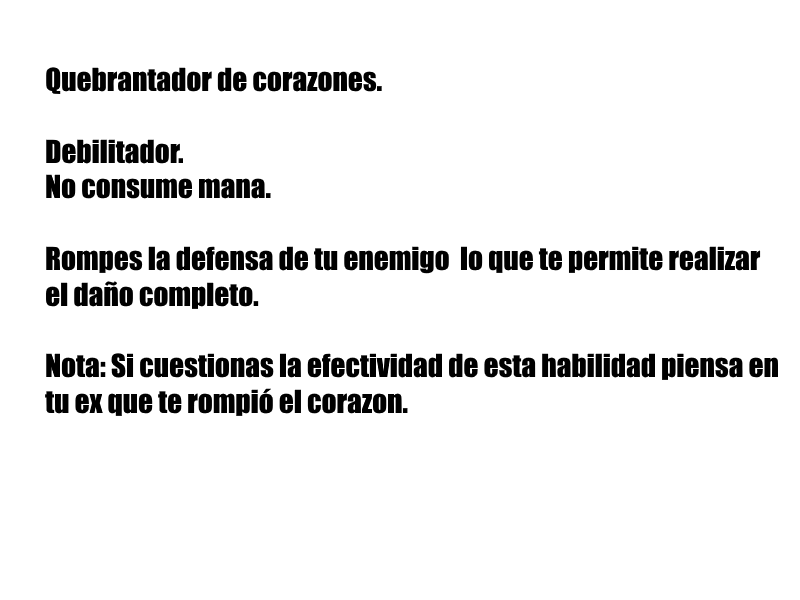 Quebrantador de corazones.
Debilitador.
No consume mana.
Rompes la defensa de tu enemigo  lo que te permite realizar
el daño completo.
Nota: Si cuestionas la efectividad de esta habilidad piensa en
tu ex que te rompió el corazon.